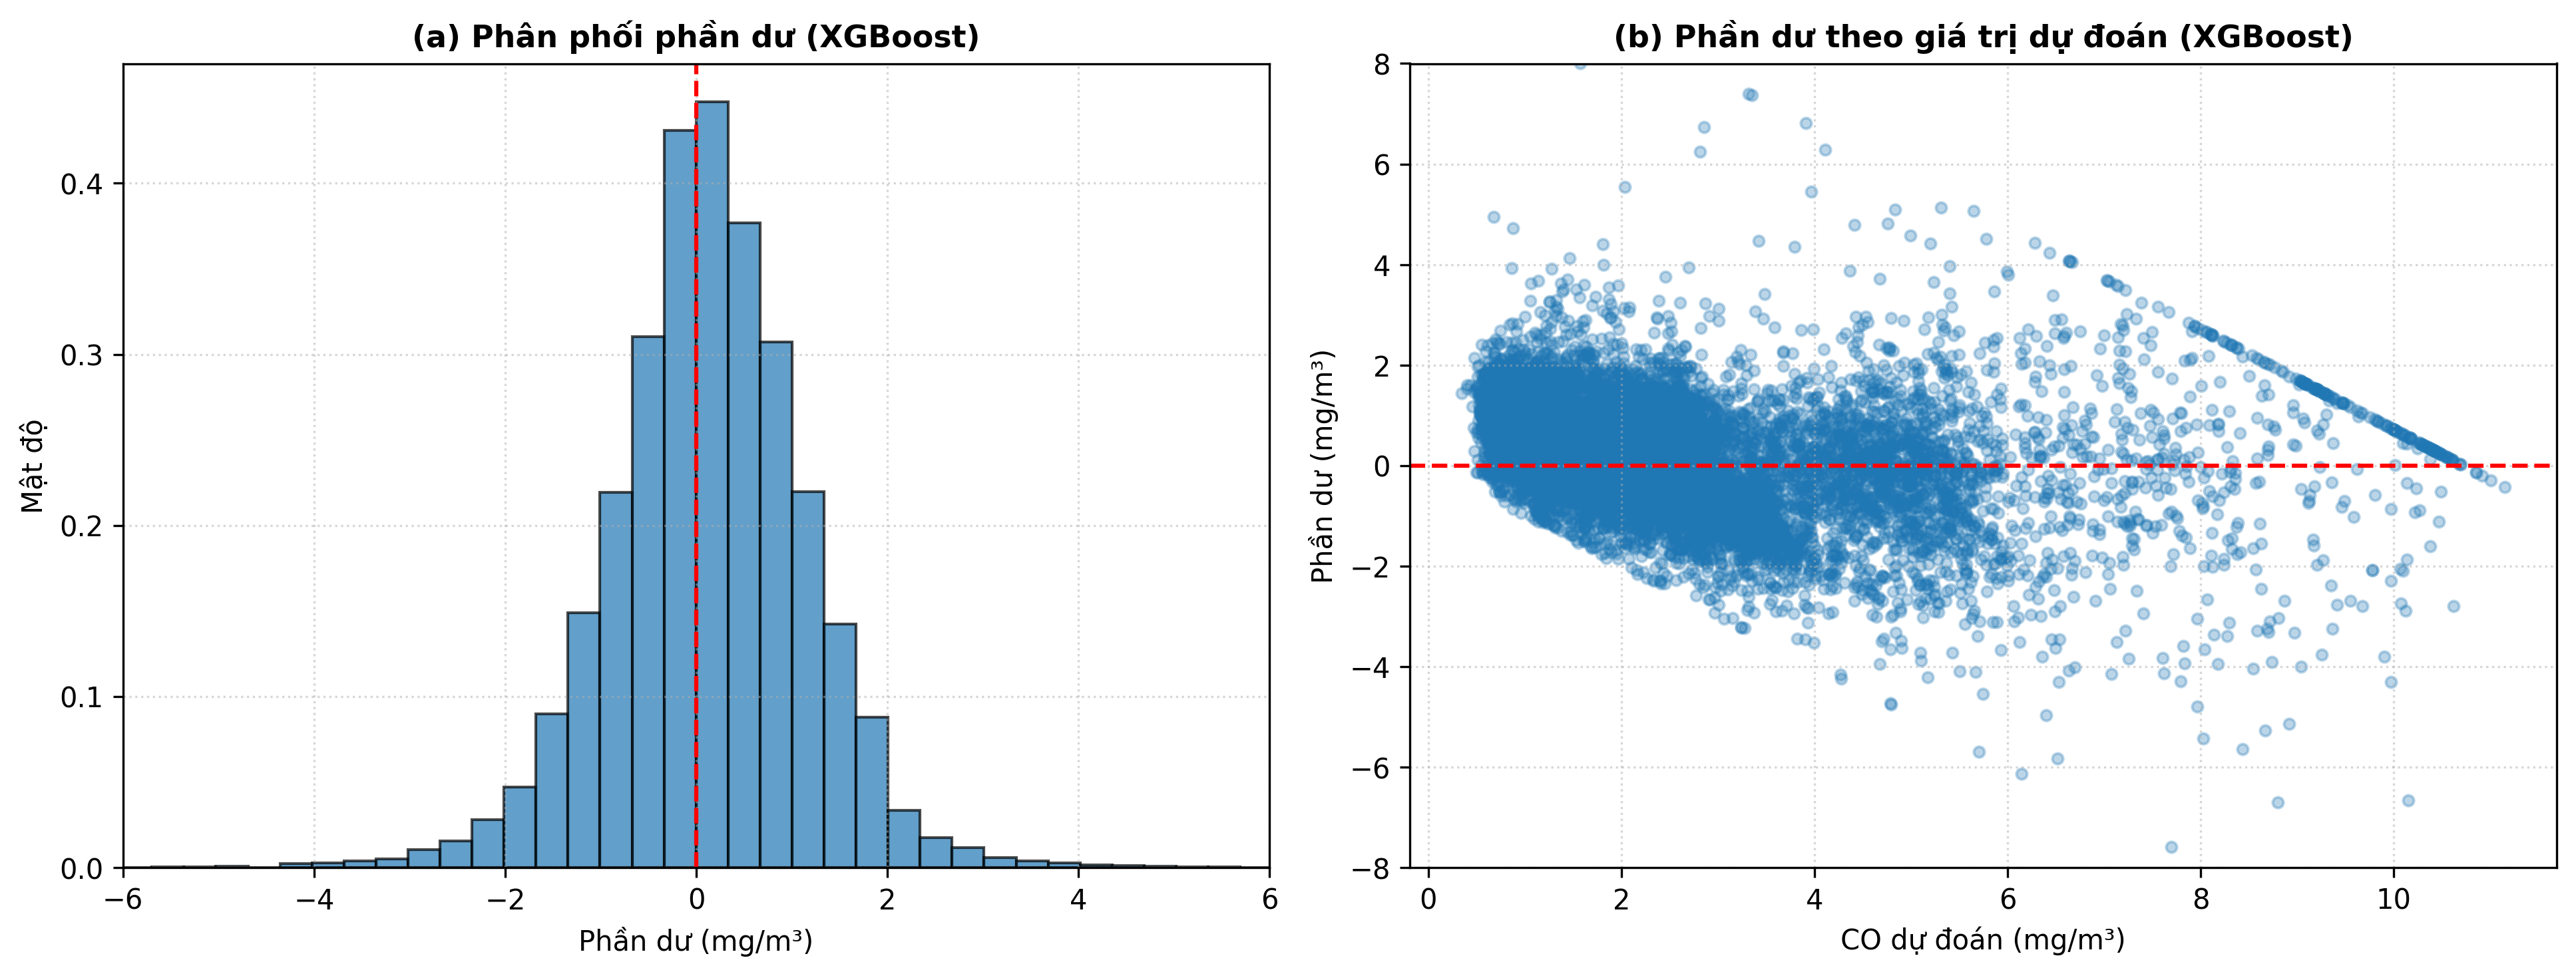 (a) Phân phối phần dư (XGBoost)
Mật độ
0.4
0.3
0.2
0.1
0.0
−6 −4 −2 0 2 4 6
Phần dư (mg/m³)
(b) Phần dư theo giá trị dự đoán (XGBoost)
Phần dư (mg/m³)
8
6
4
2
0
−2
−4
−6
−8
0 2 4 6 8 10
CO dự đoán (mg/m³)